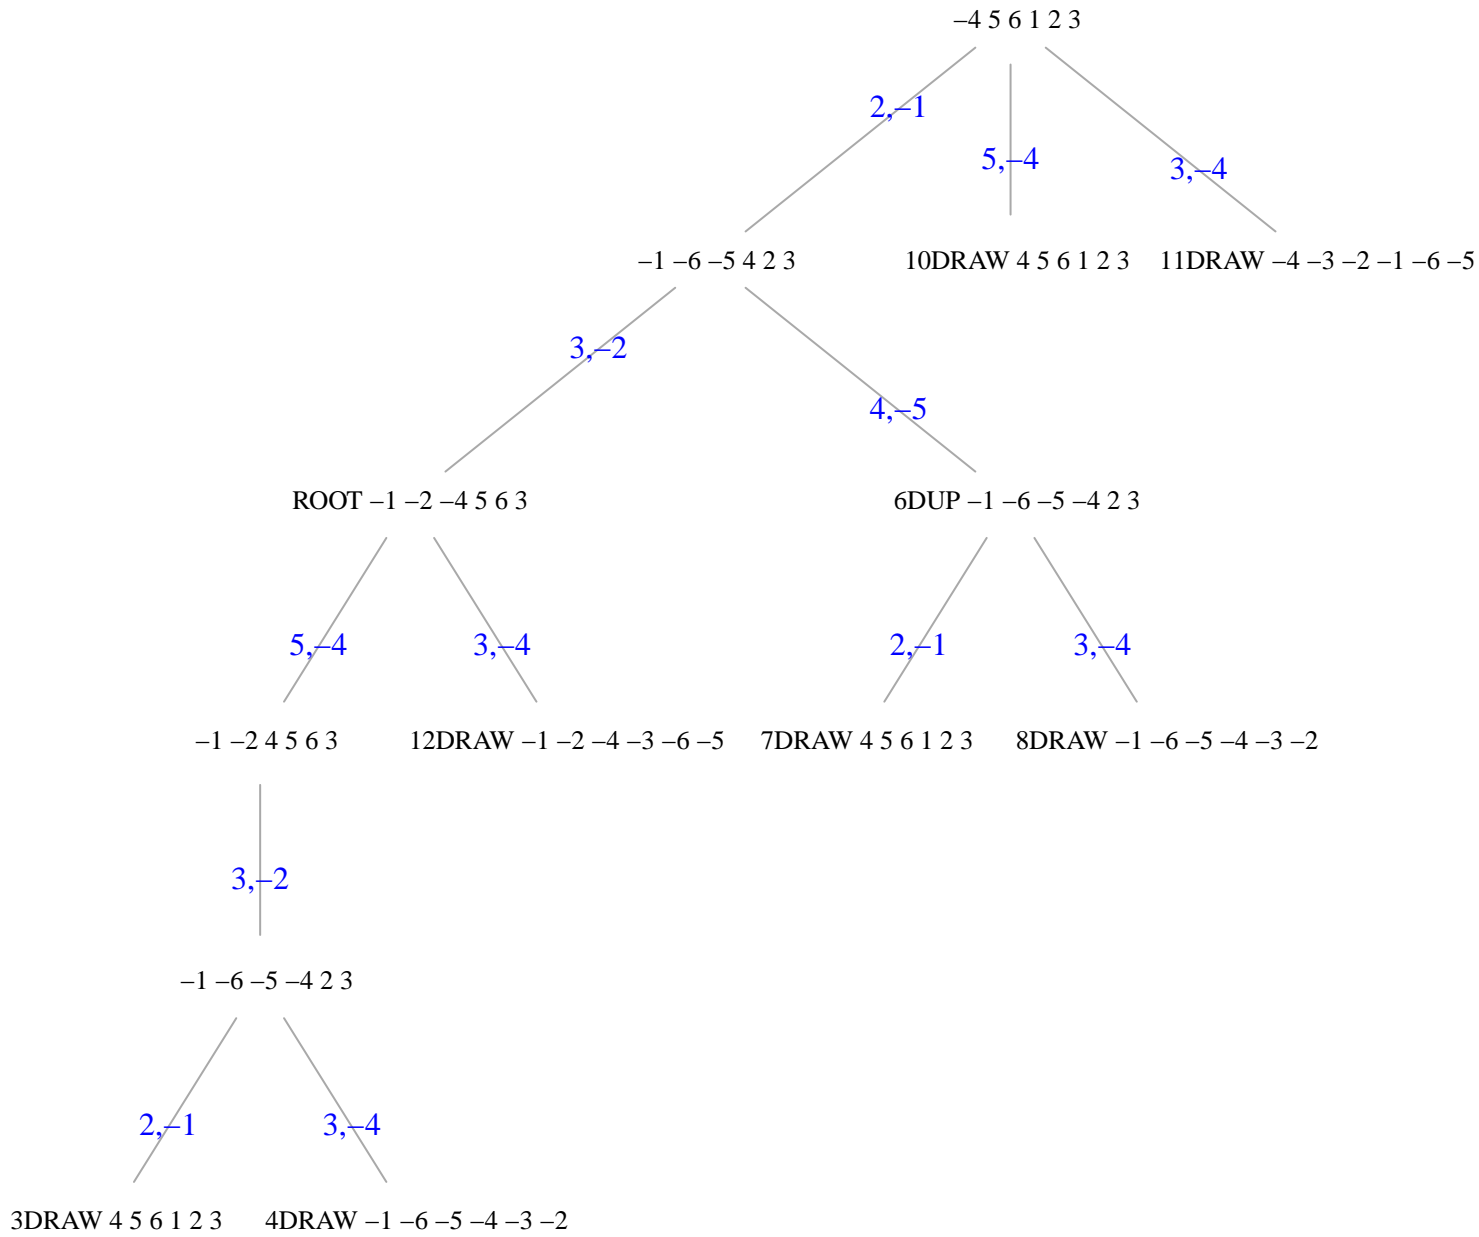 –4 5 6 1 2 3
2,–1
5,–4
3,–4
–1 –6 –5 4 2 3
10DRAW 4 5 6 1 2 3
11DRAW –4 –3 –2 –1 –6 –5
3,–2
4,–5
ROOT –1 –2 –4 5 6 3
6DUP –1 –6 –5 –4 2 3
5,–4
3,–4
2,–1
3,–4
–1 –2 4 5 6 3
12DRAW –1 –2 –4 –3 –6 –5
7DRAW 4 5 6 1 2 3
8DRAW –1 –6 –5 –4 –3 –2
3,–2
–1 –6 –5 –4 2 3
2,–1
3,–4
3DRAW 4 5 6 1 2 3
4DRAW –1 –6 –5 –4 –3 –2